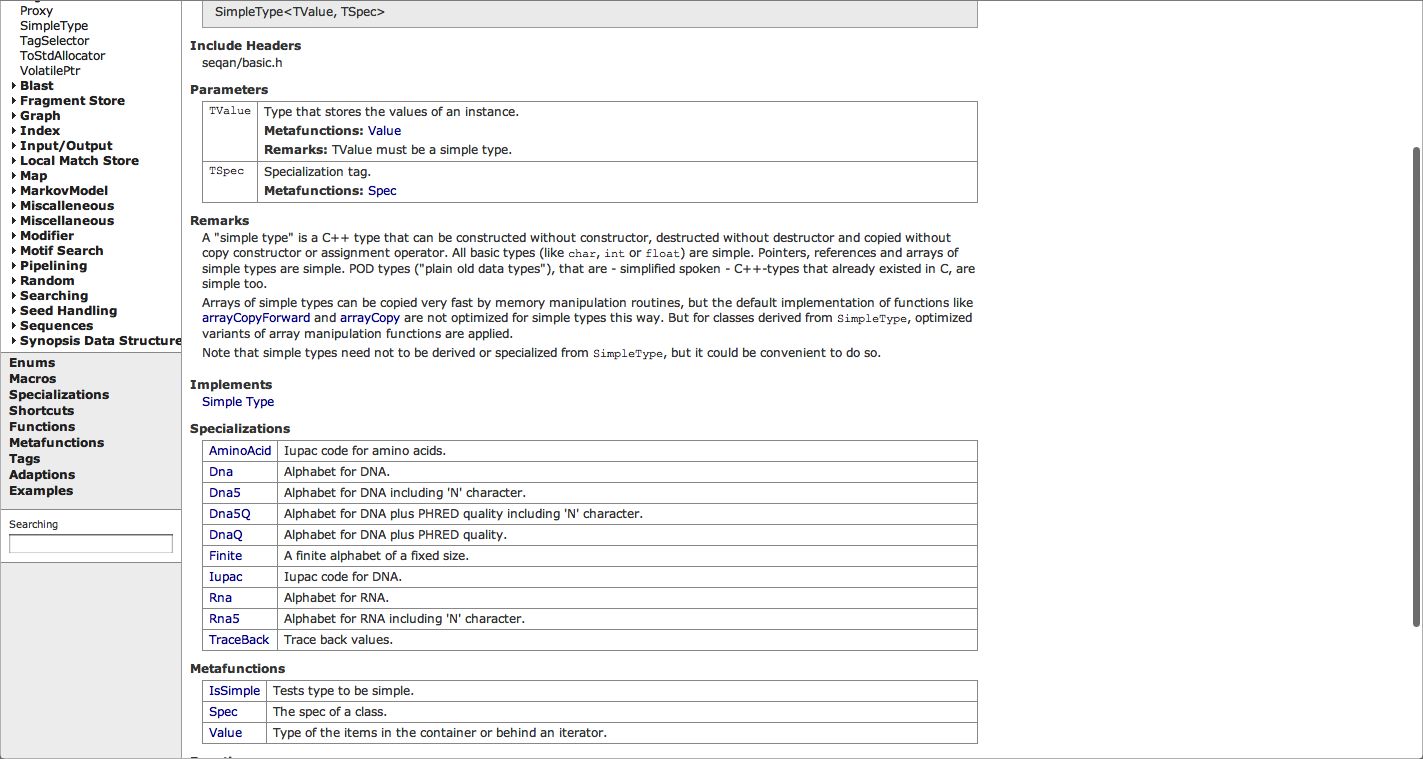 Proxy
SimpleType
TagSelector
ToStdAllocator
VolatilePtr
Blast
Fragment Store
Graph
Index
Input/Output
Local Match Store
Map
MarkovModel
Miscalleneous
Miscellaneous
Modifier
Motif Search
Pipelining
Random
Searching
Seed Handling
Sequences
Synopsis Data Structure
Enums
Macros
Specializations
Shortcuts
Functions
Metafunctions
Tags
Adaptions
Examples
Searching
SimpleType<TValue, TSpec>
Include Headers
seqan/basic.h
Parameters
TValue Type that stores the values of an instance.
Metafunctions: Value
Remarks: TValue must be a simple type.
TSpec Specialization tag.
Metafunctions: Spec
Remarks
A "simple type" is a C++ type that can be constructed without constructor, destructed without destructor and copied without
copy constructor or assignment operator. All basic types (like char, int or float) are simple. Pointers, references and arrays of
simple types are simple. POD types ("plain old data types"), that are - simplified spoken - C++-types that already existed in C, are
simple too.
Arrays of simple types can be copied very fast by memory manipulation routines, but the default implementation of functions like
arrayCopyForward and arrayCopy are not optimized for simple types this way. But for classes derived from SimpleType, optimized
variants of array manipulation functions are applied.
Note that simple types need not to be derived or specialized from SimpleType, but it could be convenient to do so.
Implements
Simple Type
Specializations
AminoAcid Iupac code for amino acids.
Dna Alphabet for DNA.
Dna5 Alphabet for DNA including 'N' character.
Dna5Q Alphabet for DNA plus PHRED quality including 'N' character.
DnaQ Alphabet for DNA plus PHRED quality.
Finite A finite alphabet of a fixed size.
Iupac Iupac code for DNA.
Rna Alphabet for RNA.
Rna5 Alphabet for RNA including 'N' character.
TraceBack Trace back values.
Metafunctions
IsSimple Tests type to be simple.
Spec The spec of a class.
Value Type of the items in the container or behind an iterator.